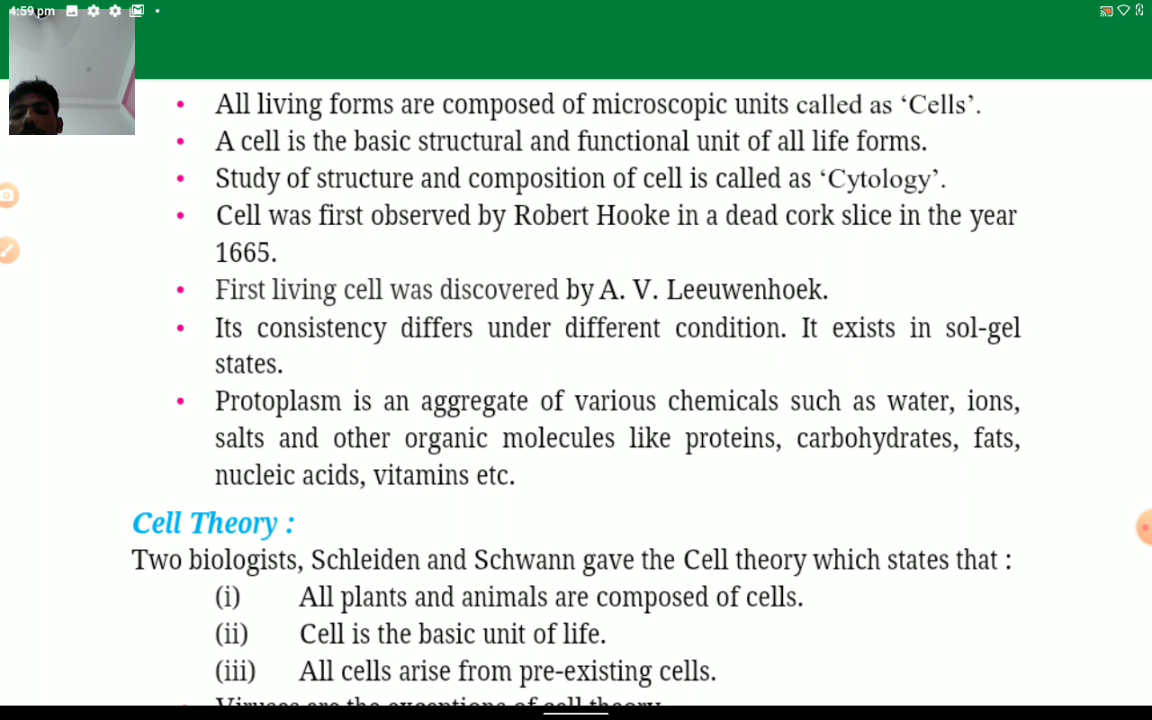 4:59 pm
• All living forms are composed of microscopic units called as ‘Cells’.
• A cell is the basic structural and functional unit of all life forms.
• Study of structure and composition of cell is called as ‘Cytology’.
• Cell was first observed by Robert Hooke in a dead cork slice in the year
1665.
• First living cell was discovered by A. V. Leeuwenhoek.
• Its consistency differs under different condition. It exists in sol-gel
states.
• Protoplasm is an aggregate of various chemicals such as water, ions,
salts and other organic molecules like proteins, carbohydrates, fats,
nucleic acids, vitamins etc.
Cell Theory :
Two biologists, Schleiden and Schwann gave the Cell theory which states that :
(i) All plants and animals are composed of cells.
(ii) Cell is the basic unit of life.
(iii) All cells arise from pre-existing cells.
Viruses are the exceptions of cell theory